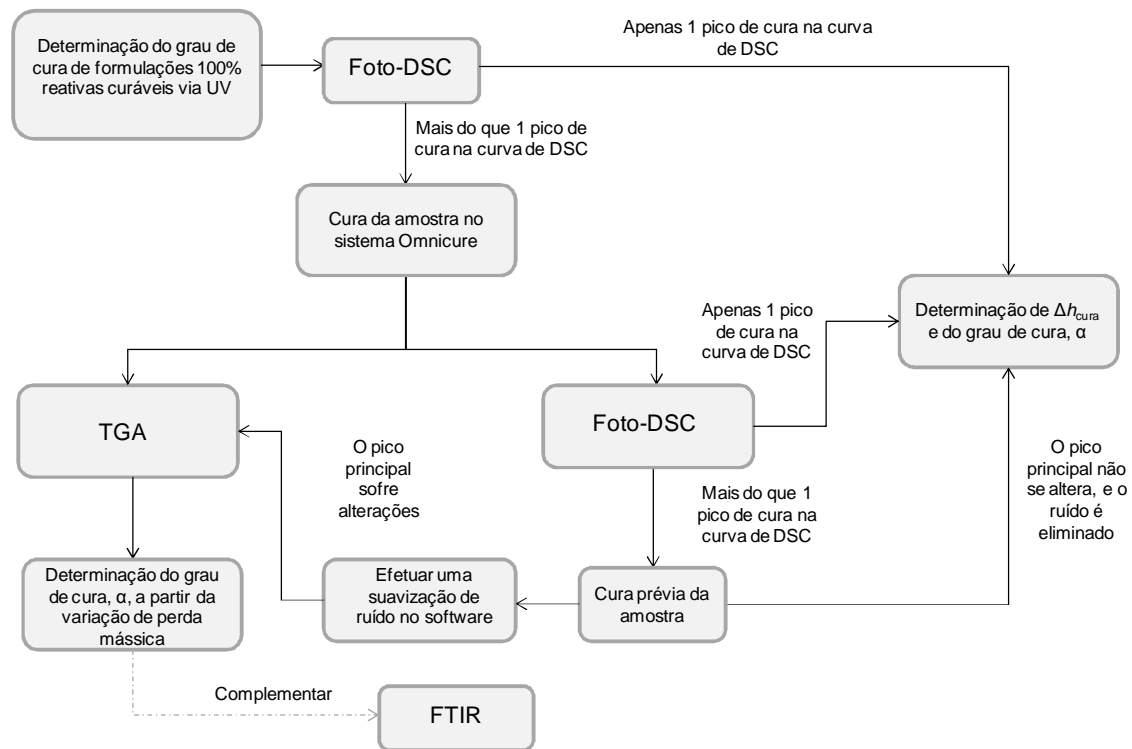 Determinação do grau de
cura de formulações 100%
reativas curáveis via UV
Foto-DSC
Apenas 1 pico de cura na curva
de DSC
Mais do que 1 pico de
cura na curva de DSC
Cura da amostra no
sistema Omnicure
Apenas 1 pico
de cura na
curva de DSC
Determinação de Δhcura
e do grau de cura, α
TGA
O pico
principal
sofre
alterações
Foto-DSC
O pico
principal não
se altera, e o
ruído é
eliminado
Mais do que 1
pico de cura na
curva de DSC
Determinação do grau
de cura, α, a partir da
variação de perda
mássica
Efetuar uma
suavização de
ruído no software
Cura prévia da
amostra
Complementar
FTIR